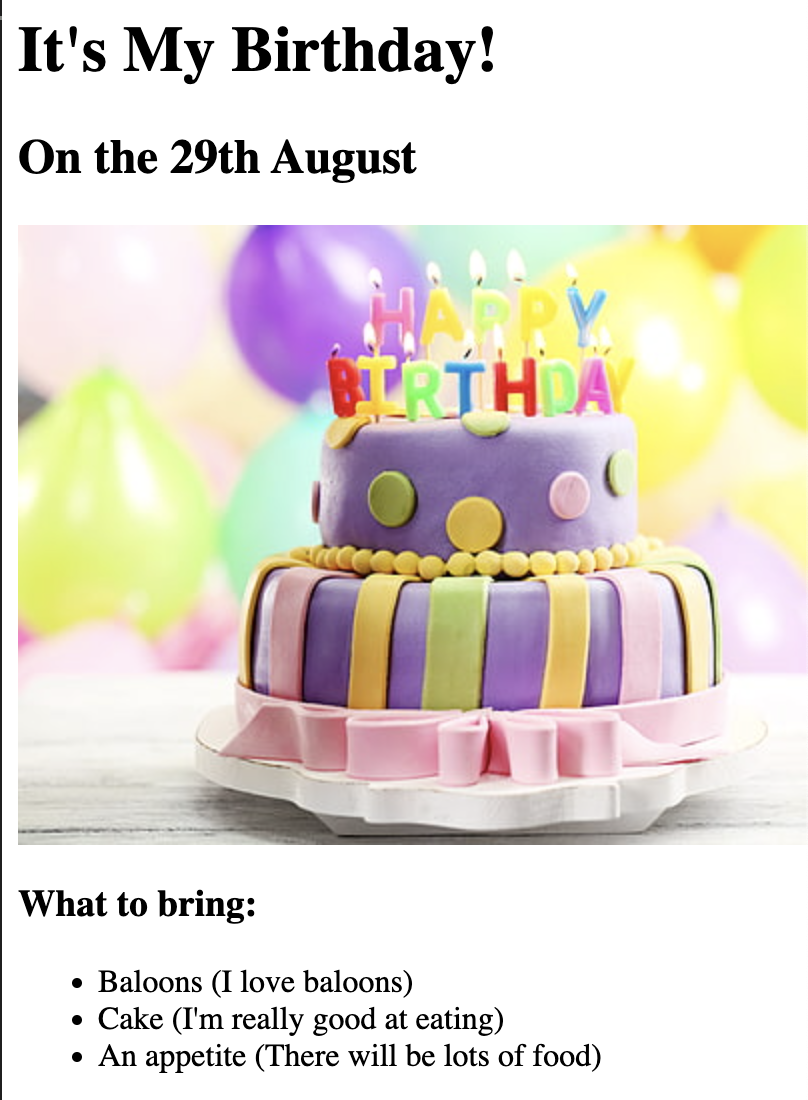 It's My Birthday!
On the 29th August
HAPPY
BIRTHDAY
What to bring:
Baloons (I love baloons)
Cake (I'm really good at eating)
An appetite (There will be lots of food)